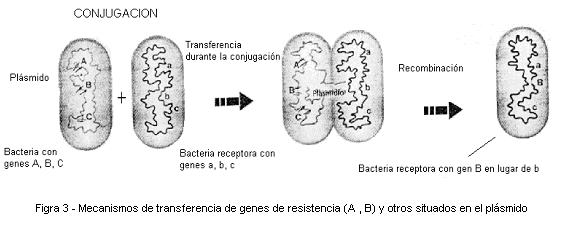 CONJUGACION
Plásmido
A
B
C
+
a
b
c
Transferencia
durante la conjugación
A
B
C
Plásmido
a
b
c
Recombinación
a
B
c
Bacteria con
genes A, B, C
Bacteria receptora con
genes a, b, c
Bacteria receptora con gen B en lugar de b
Figra 3 - Mecanismos de transferencia de genes de resistencia (A , B) y otros situados en el plásmido